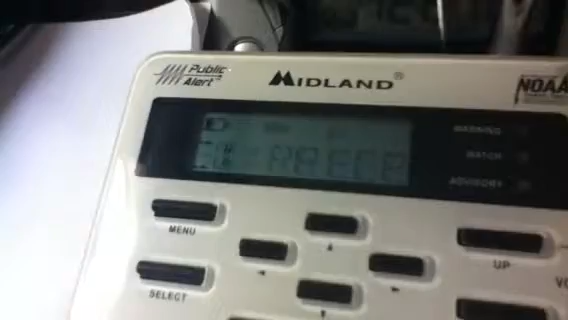 Public
Alert
MIDLAND®
NOAA
WARNING
WATCH
ADVISORY
MENU
UP
SELECT